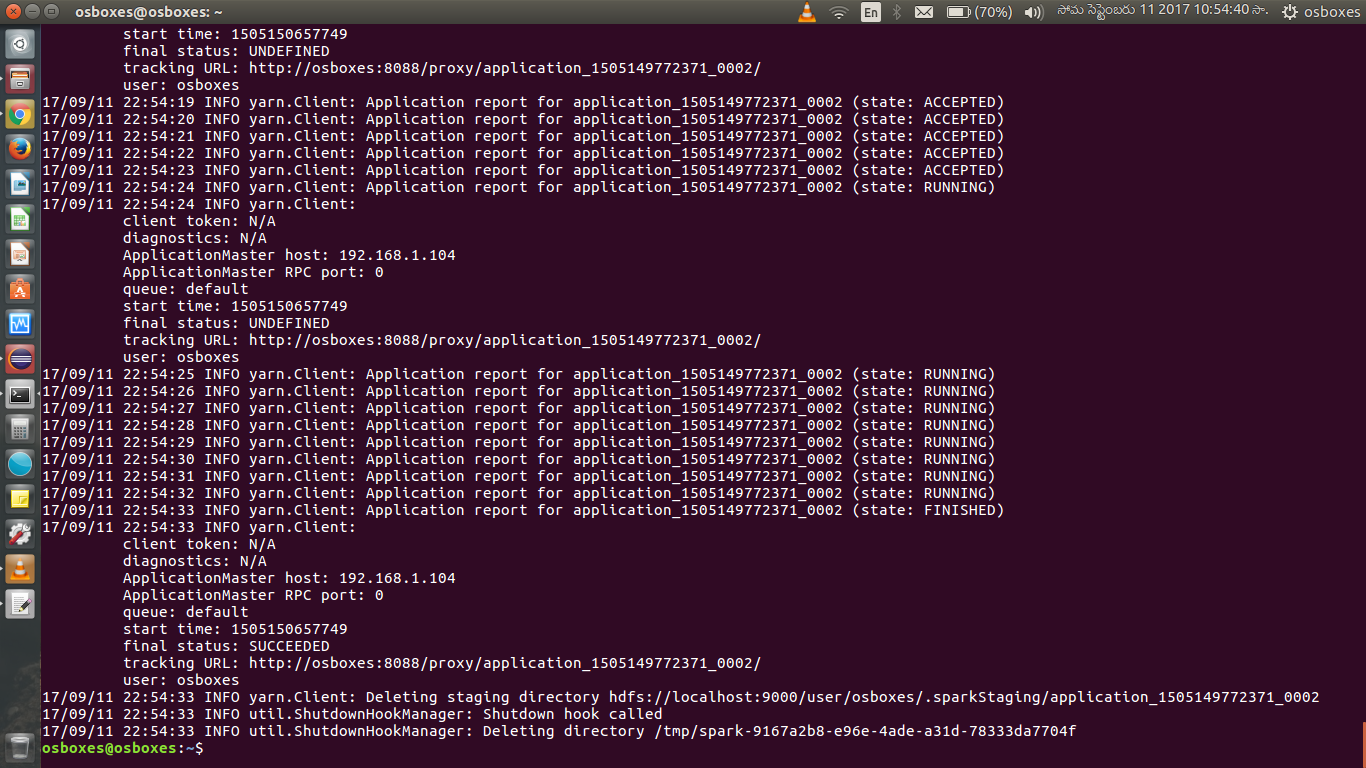 osboxes@osboxes: ~
En
(70%)
సోమ సెప్టెంబరు 11 2017 10:54:40 సా.
osboxes
start time: 1505150657749
final status: UNDEFINED
tracking URL: http://osboxes:8088/proxy/application_1505149772371_0002/
user: osboxes
17/09/11 22:54:19 INFO yarn.Client: Application report for application_1505149772371_0002 (state: ACCEPTED)
17/09/11 22:54:20 INFO yarn.Client: Application report for application_1505149772371_0002 (state: ACCEPTED)
17/09/11 22:54:21 INFO yarn.Client: Application report for application_1505149772371_0002 (state: ACCEPTED)
17/09/11 22:54:22 INFO yarn.Client: Application report for application_1505149772371_0002 (state: ACCEPTED)
17/09/11 22:54:23 INFO yarn.Client: Application report for application_1505149772371_0002 (state: ACCEPTED)
17/09/11 22:54:24 INFO yarn.Client: Application report for application_1505149772371_0002 (state: RUNNING)
17/09/11 22:54:24 INFO yarn.Client:
client token: N/A
diagnostics: N/A
ApplicationMaster host: 192.168.1.104
ApplicationMaster RPC port: 0
queue: default
start time: 1505150657749
final status: UNDEFINED
tracking URL: http://osboxes:8088/proxy/application_1505149772371_0002/
user: osboxes
17/09/11 22:54:25 INFO yarn.Client: Application report for application_1505149772371_0002 (state: RUNNING)
17/09/11 22:54:26 INFO yarn.Client: Application report for application_1505149772371_0002 (state: RUNNING)
17/09/11 22:54:27 INFO yarn.Client: Application report for application_1505149772371_0002 (state: RUNNING)
17/09/11 22:54:28 INFO yarn.Client: Application report for application_1505149772371_0002 (state: RUNNING)
17/09/11 22:54:29 INFO yarn.Client: Application report for application_1505149772371_0002 (state: RUNNING)
17/09/11 22:54:30 INFO yarn.Client: Application report for application_1505149772371_0002 (state: RUNNING)
17/09/11 22:54:31 INFO yarn.Client: Application report for application_1505149772371_0002 (state: RUNNING)
17/09/11 22:54:32 INFO yarn.Client: Application report for application_1505149772371_0002 (state: RUNNING)
17/09/11 22:54:33 INFO yarn.Client: Application report for application_1505149772371_0002 (state: FINISHED)
17/09/11 22:54:33 INFO yarn.Client:
client token: N/A
diagnostics: N/A
ApplicationMaster host: 192.168.1.104
ApplicationMaster RPC port: 0
queue: default
start time: 1505150657749
final status: SUCCEEDED
tracking URL: http://osboxes:8088/proxy/application_1505149772371_0002/
user: osboxes
17/09/11 22:54:33 INFO yarn.Client: Deleting staging directory hdfs://localhost:9000/user/osboxes/.sparkStaging/application_1505149772371_0002
17/09/11 22:54:33 INFO util.ShutdownHookManager: Shutdown hook called
17/09/11 22:54:33 INFO util.ShutdownHookManager: Deleting directory /tmp/spark-9167a2b8-e96e-4ade-a31d-78333da7704f
osboxes@osboxes:~$